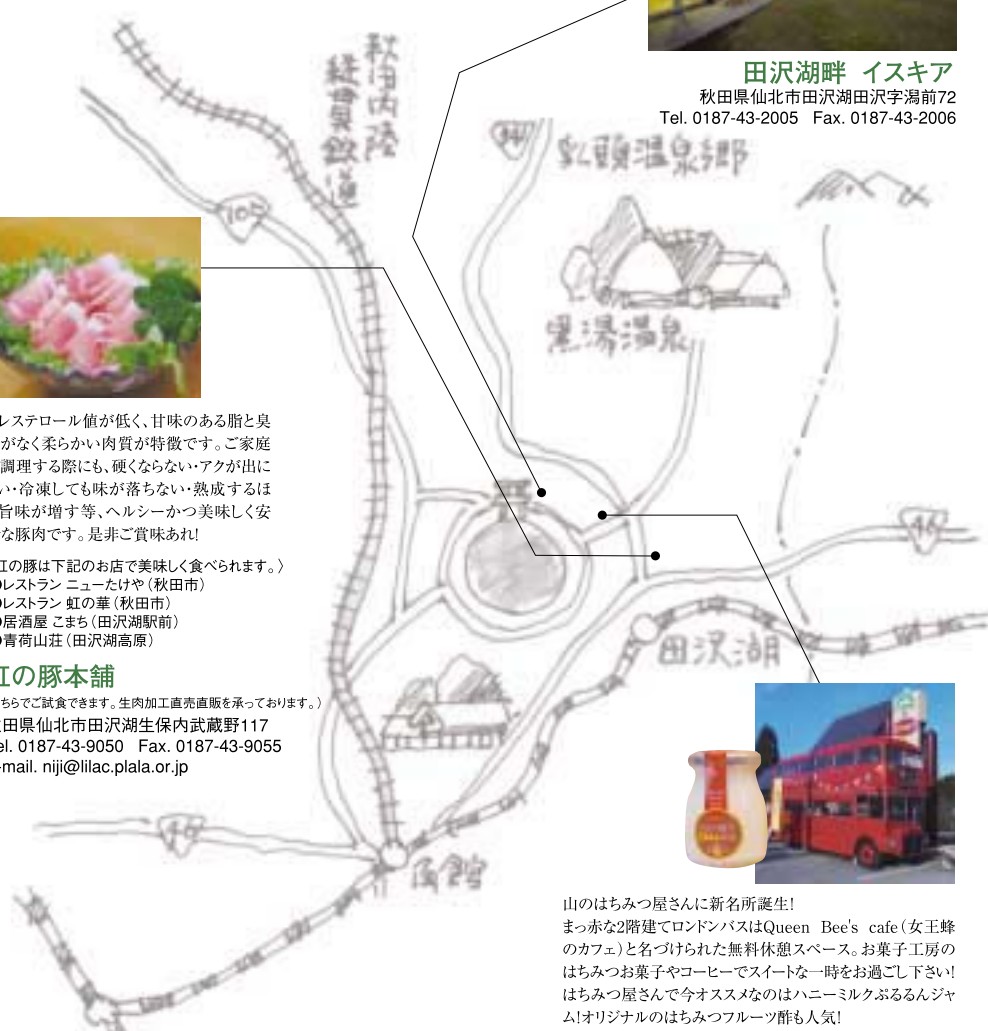 田沢湖畔 イスキア
秋田県仙北市田沢湖田沢字潟前72
Tel. 0187-43-2005 Fax. 0187-43-2006
秋田内陸
縦貫鉄道
341
乳頭温泉郷
105
黒湯温泉
46
田沢湖
レステロール値が低く、甘味のある脂と臭
がなく柔らかい肉質が特徴です。ご家庭
調理する際にも、硬くならない・アクが出に
い・冷凍しても味が落ちない・熟成するほ
旨味が増す等、ヘルシーかつ美味しく安
な豚肉です。是非ご賞味あれ!
虹の豚は下記のお店で美味しく食べられます。〉
●レストラン ニューたけや（秋田市）
●レストラン 虹の華（秋田市）
●居酒屋 こまち（田沢湖駅前）
●青荷山荘（田沢湖高原）
虹の豚本舗
ちらでご試食できます。生肉加工直売直販を承っております。）
秋田県仙北市田沢湖生保内武蔵野117
Tel. 0187-43-9050 Fax. 0187-43-9055
-mail. niji@lilac.plala.or.jp
46
角館
山のはちみつ屋さんに新名所誕生!
まっ赤な2階建てロンドンバスはQueen Bee's cafe（女王蜂
のカフェ）と名づけられた無料休憩スペース。お菓子工房の
はちみつお菓子やコーヒーでスイートな一時をお過ごし下さい!
はちみつ屋さんで今オススメなのはハニーミルクぷるるんジャ
ム!オリジナルのはちみつフルーツ酢も人気!